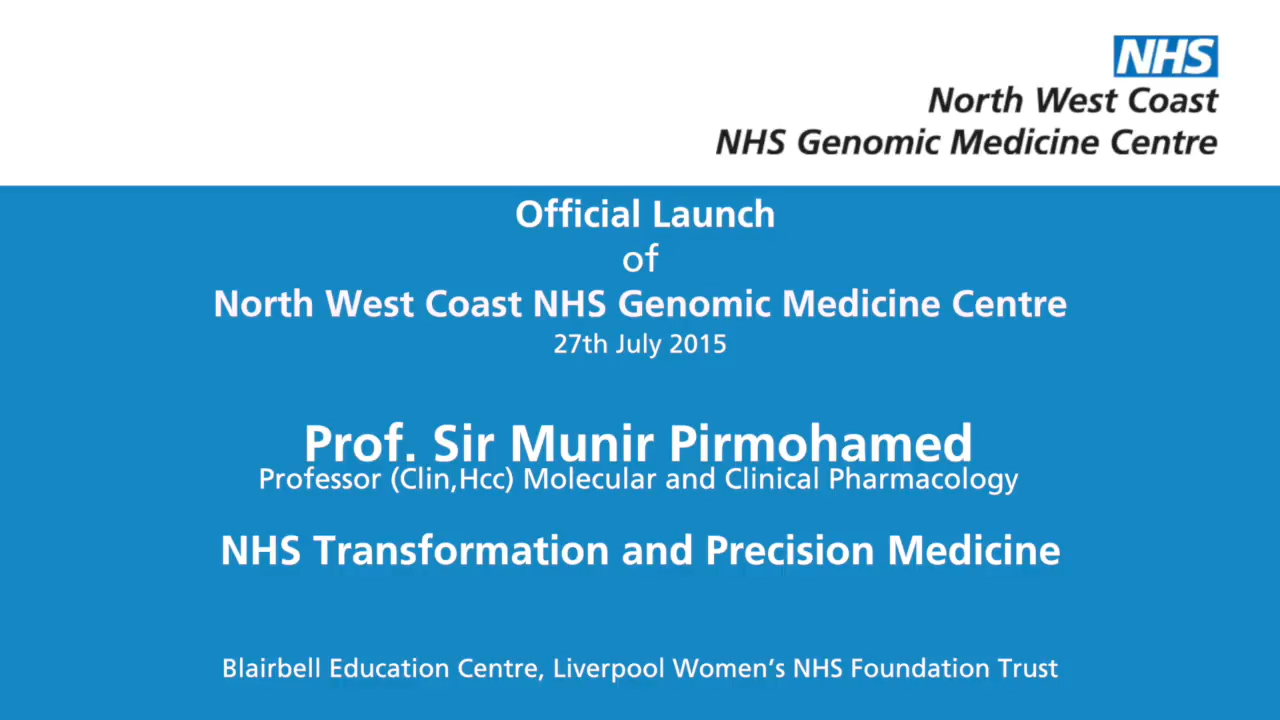 NHS
North West Coast
NHS Genomic Medicine Centre
Official Launch
of
North West Coast NHS Genomic Medicine Centre
27th July 2015
Prof. Sir Munir Pirmohamed
Professor (Clin,Hcc) Molecular and Clinical Pharmacology
NHS Transformation and Precision Medicine
Blairbell Education Centre, Liverpool Women’s NHS Foundation Trust